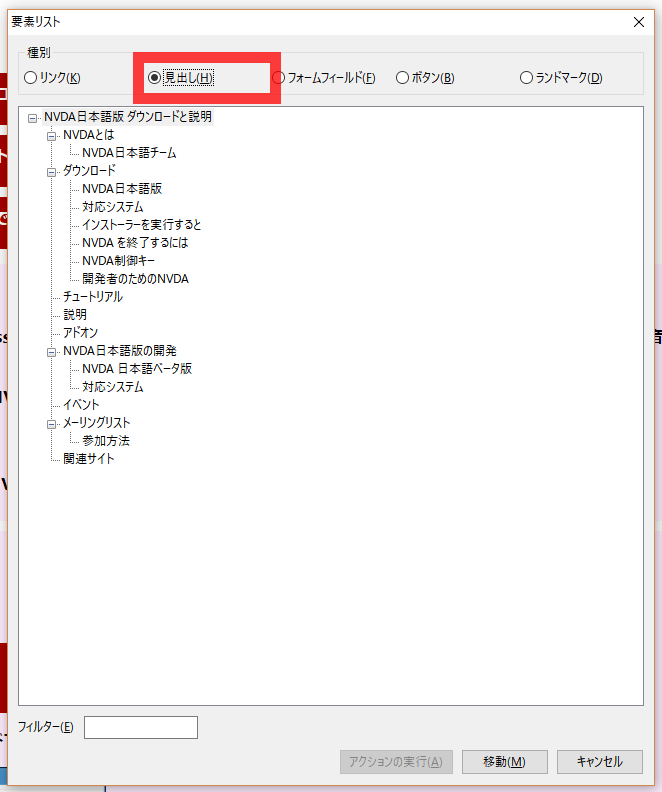 要素リスト
種別
リンク(K) 見出し(H) フォームフィールド(F) ボタン(B) ランドマーク(D)
NVDA日本語版 ダウンロードと説明
NVDAとは
NVDA日本語チーム
ダウンロード
NVDA日本語版
対応システム
インストーラーを実行すると
NVDA を終了するには
NVDA制御キー
開発者のためのNVDA
チュートリアル
説明
アドオン
NVDA日本語版の開発
NVDA 日本語ベータ版
対応システム
イベント
メーリングリスト
参加方法
関連サイト
フィルター(E)
アクションの実行(A) 移動(M) キャンセル